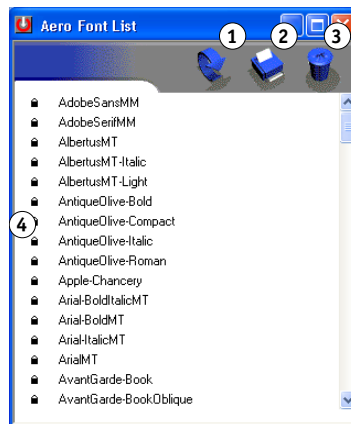 Aero Font List
1
2
3
AdobeSansMM
AdobeSerifMM
AlbertusMT
AlbertusMT-Italic
AlbertusMT-Light
AntiqueOlive-Bold
4
AntiqueOlive-Compact
AntiqueOlive-Italic
AntiqueOlive-Roman
Apple-Chancery
Arial-BoldItalicMT
Arial-BoldMT
Arial-ItalicMT
ArialMT
AvantGarde-Book
AvantGarde-BookOblique